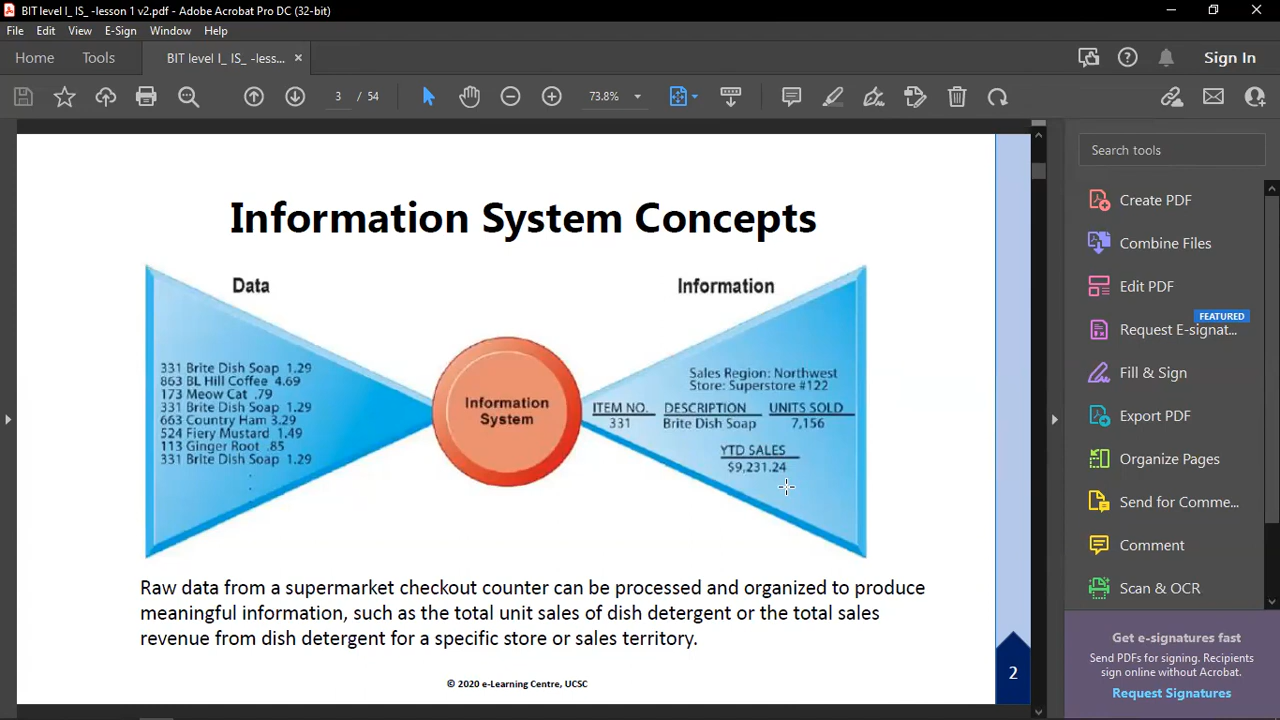 BIT level I_ IS_ -lesson 1 v2.pdf - Adobe Acrobat Pro DC (32-bit)
File Edit View E-Sign Window Help
Home Tools BIT level I_ IS_ -less... × Sign In
3 / 54 73.8%
Information System Concepts
Data
331 Brite Dish Soap 1.29
863 BL Hill Coffee 4.69
173 Meow Cat .79
331 Brite Dish Soap 1.29
663 Country Ham 3.29
524 Fiery Mustard 1.49
113 Ginger Root .85
331 Brite Dish Soap 1.29
.
.
.
Information
System
Information
Sales Region: Northwest
Store: Superstore #122
ITEM NO. DESCRIPTION UNITS SOLD
331 Brite Dish Soap 7,156
YTD SALES
$9,231.24
Raw data from a supermarket checkout counter can be processed and organized to produce
meaningful information, such as the total unit sales of dish detergent or the total sales
revenue from dish detergent for a specific store or sales territory.
© 2020 e-Learning Centre, UCSC
2
Search tools
Create PDF
Combine Files
Edit PDF
FEATURED
Request E-signat...
Fill & Sign
Export PDF
Organize Pages
Send for Comme...
Comment
Scan & OCR
Get e-signatures fast
Send PDFs for signing. Recipients
sign online without Acrobat.
Request Signatures